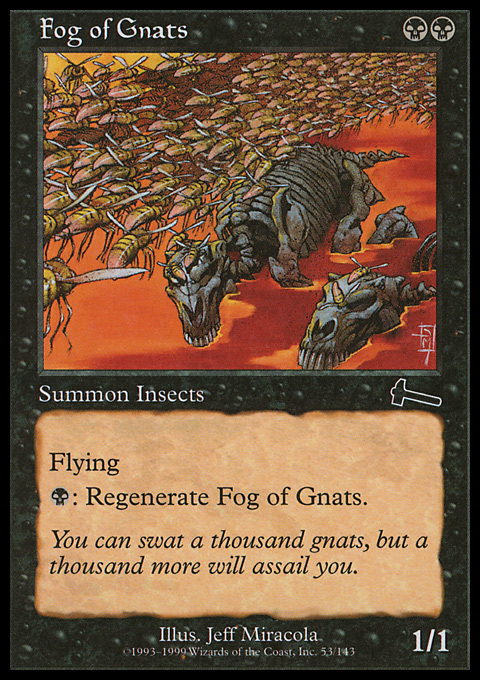 Fog of Gnats
Summon Insects
Flying
: Regenerate Fog of Gnats.
You can swat a thousand gnats, but a
thousand more will assail you.
Illus. Jeff Miracola
©1993–1999 Wizards of the Coast, Inc. 53/143
1/1